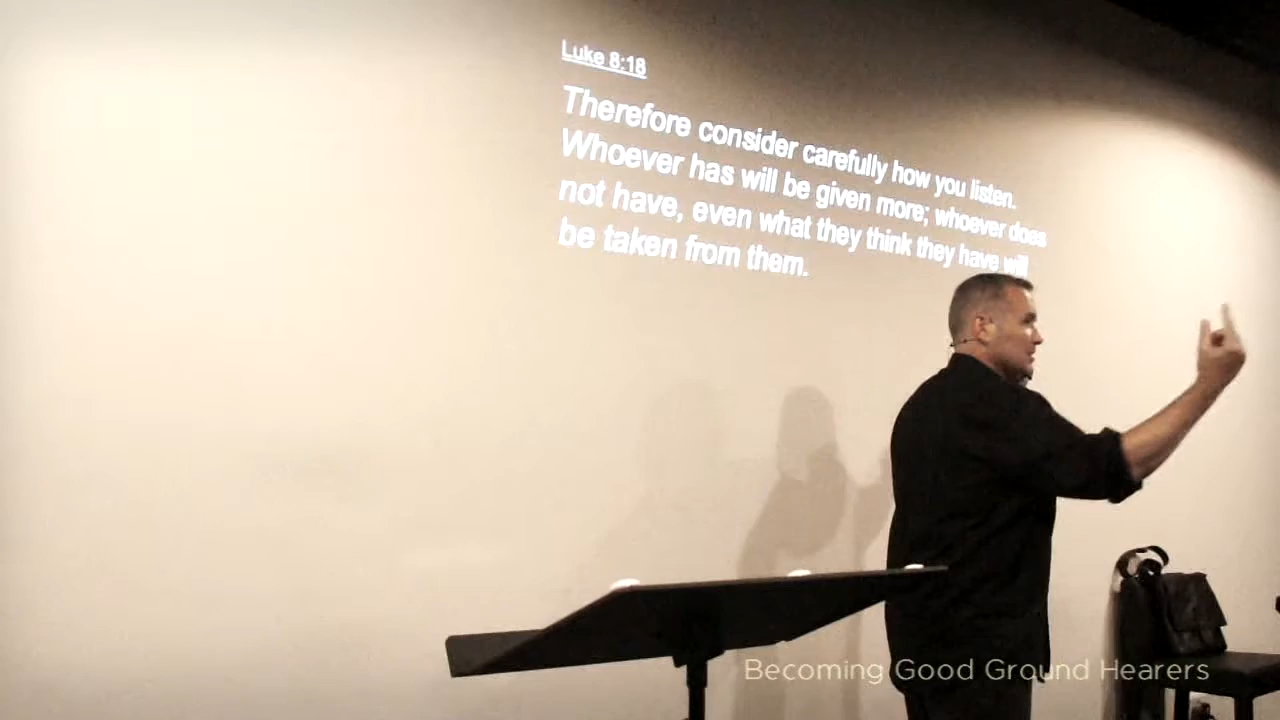 Luke 8:18
Therefore consider carefully how you listen.
Whoever has will be given more; whoever does
not have, even what they think they have will
be taken from them.
Becoming Good Ground Hearers